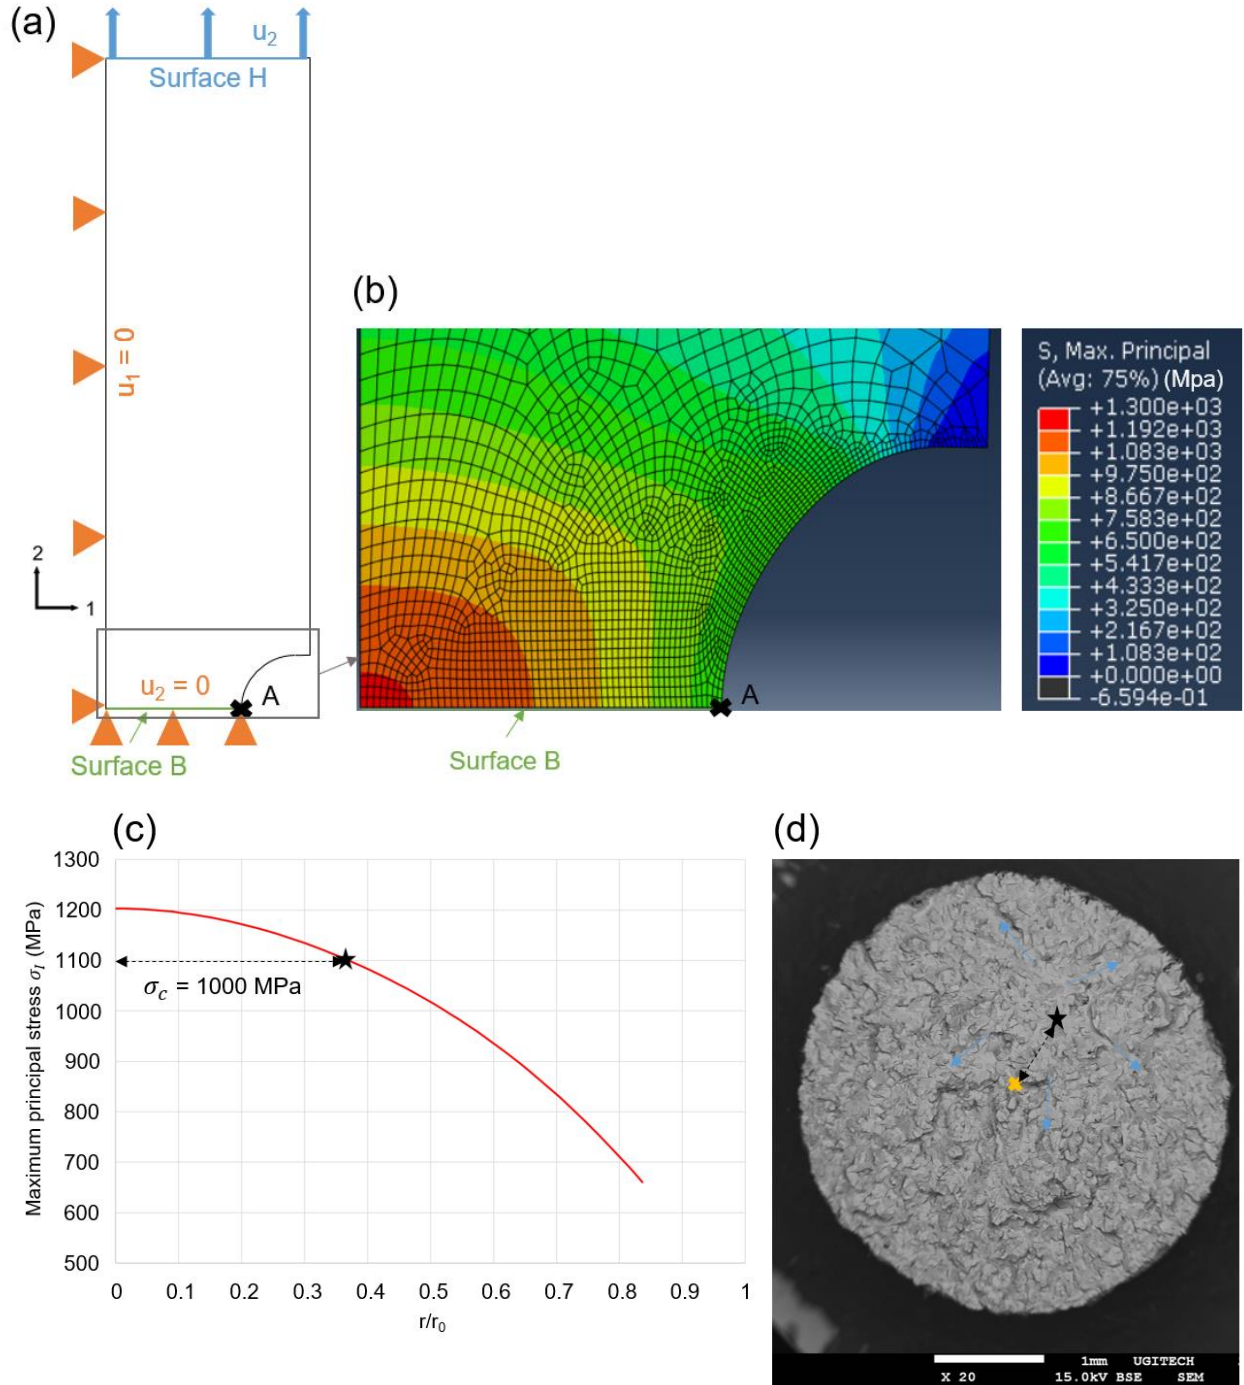 (a)
u2
Surface H
u1 = 0
2
1
u2 = 0
A
Surface B
(b)
A
Surface B
S, Max. Principal
(Avg: 75%) (Mpa)
+1.300e+03
+1.192e+03
+1.083e+03
+9.750e+02
+8.667e+02
+7.583e+02
+6.500e+02
+5.417e+02
+4.333e+02
+3.250e+02
+2.167e+02
+1.083e+02
+0.000e+00
-6.594e-01
(c)
Maximum principal stress σI (MPa)
1300
1200
1100
1000
900
800
700
600
500
σc = 1000 MPa
0 0.1 0.2 0.3 0.4 0.5 0.6 0.7 0.8 0.9 1
r/r0
(d)
1mm UGITECH
X 20 15.0kV BSE SEM